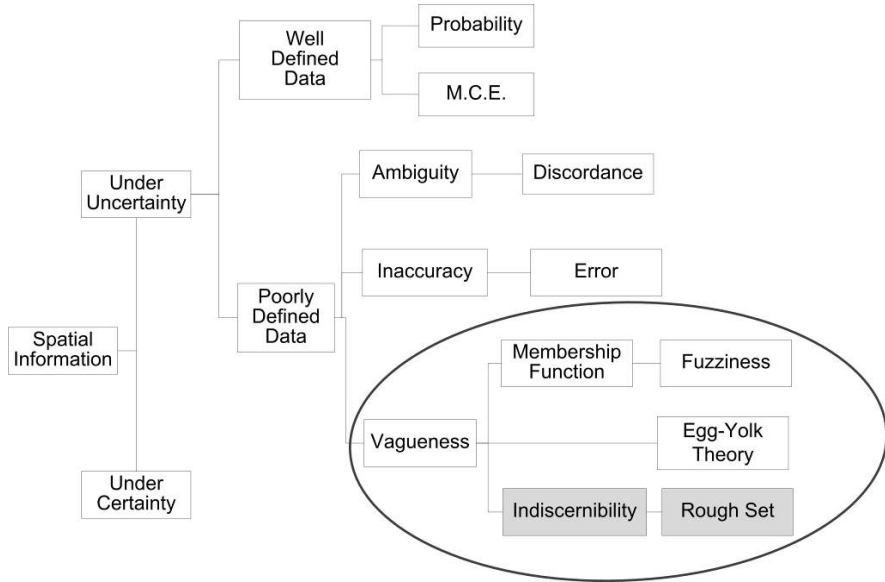 Well
Defined
Data
Probability
M.C.E.
Under
Uncertainty
Ambiguity
Discordance
Inaccuracy
Error
Poorly
Defined
Data
Spatial
Information
Membership
Function
Fuzziness
Vagueness
Egg-Yolk
Theory
Under
Certainty
Indiscernibility
Rough Set